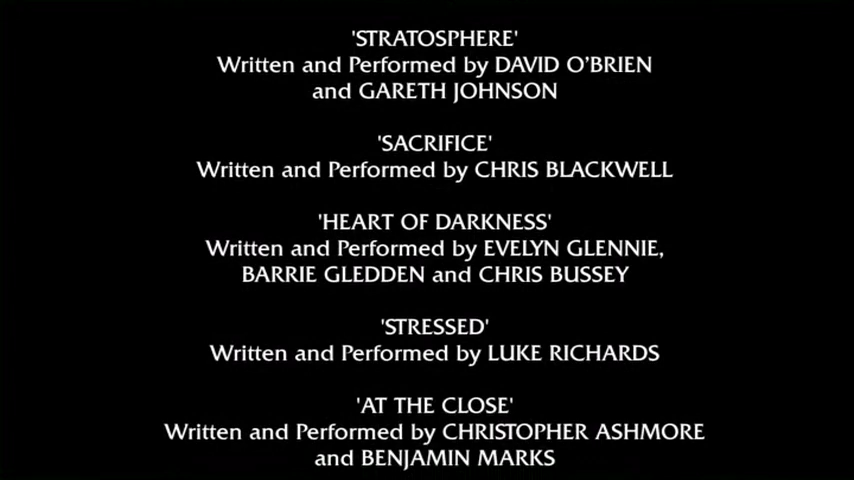 'STRATOSPHERE'
Written and Performed by DAVID O’BRIEN
and GARETH JOHNSON
'SACRIFICE'
Written and Performed by CHRIS BLACKWELL
'HEART OF DARKNESS'
Written and Performed by EVELYN GLENNIE,
BARRIE GLEDDEN and CHRIS BUSSEY
'STRESSED'
Written and Performed by LUKE RICHARDS
'AT THE CLOSE'
Written and Performed by CHRISTOPHER ASHMORE
and BENJAMIN MARKS